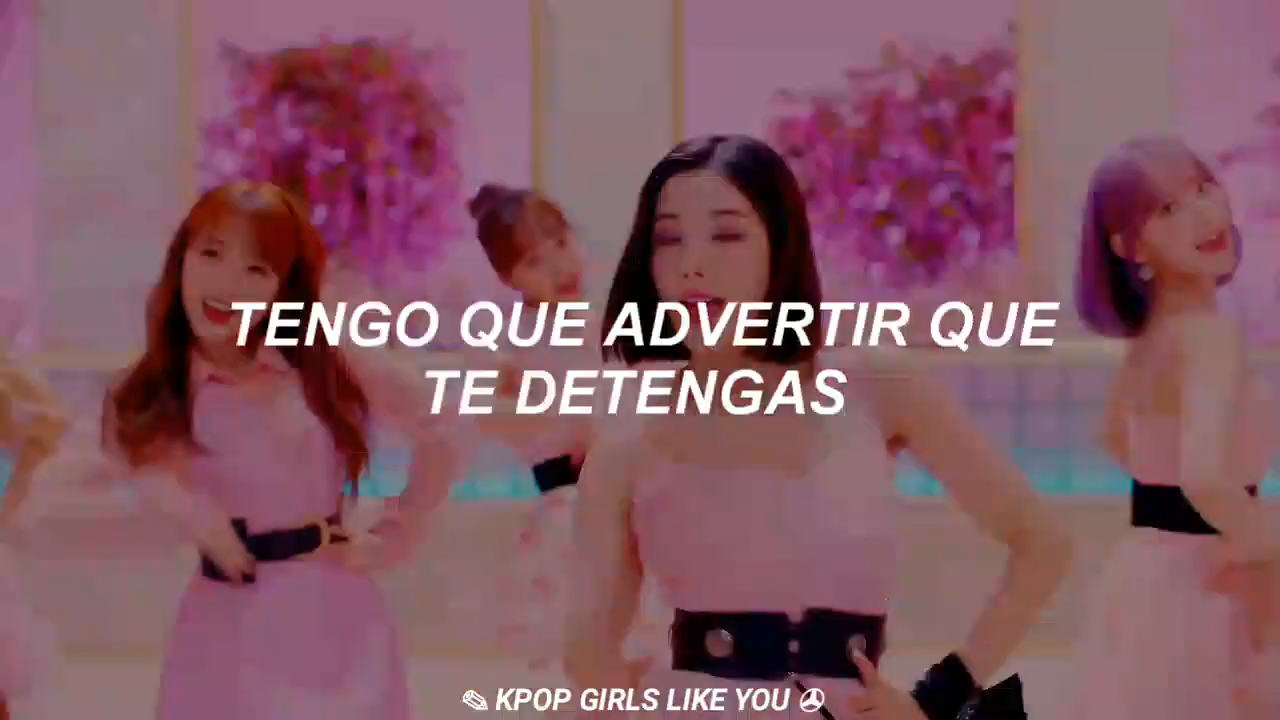 TENGO QUE ADVERTIR QUE
TE DETENGAS
✎ KPOP GIRLS LIKE YOU ✇